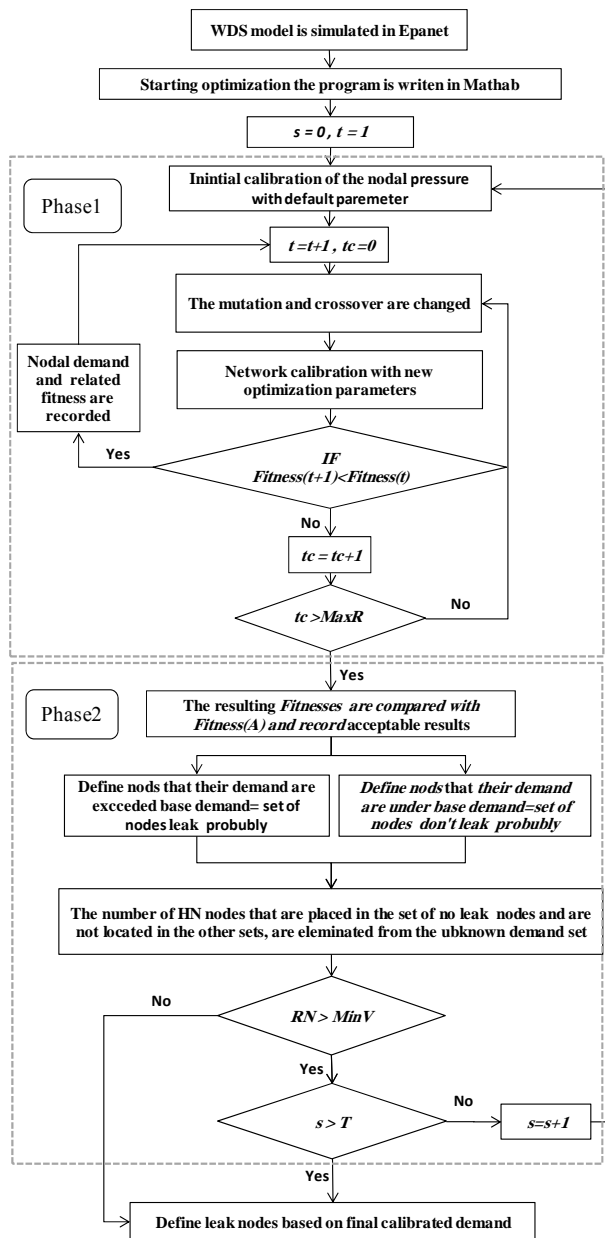 WDS model is simulated in Epanet
Starting optimization the program is writen in Mathab
s = 0 , t = 1
Phase1
Inintial calibration of the nodal pressure
with default paremeter
t =t+1 , tc=0
The mutation and crossover are changed
Nodal demand
and related
fitness are
recorded
Network calibration with new
optimization parameters
Yes
IF
Fitness(t+1)<Fitness(t)
No
tc = tc+1
tc >MaxR
No
Yes
Phase2
The resulting Fitnesses are compared with
Fitness(A) and record acceptable results
Define nods that their demand are
excceded base demand= set of
nodes leak probubly
Define nods that their demand
are under base demand=set of
nodes don't leak probubly
The number of HN nodes that are placed in the set of no leak nodes and are
not located in the other sets, are eleminated from the ubknown demand set
No
RN > MinV
Yes
s > T
No
s=s+1
Yes
Define leak nodes based on final calibrated demand